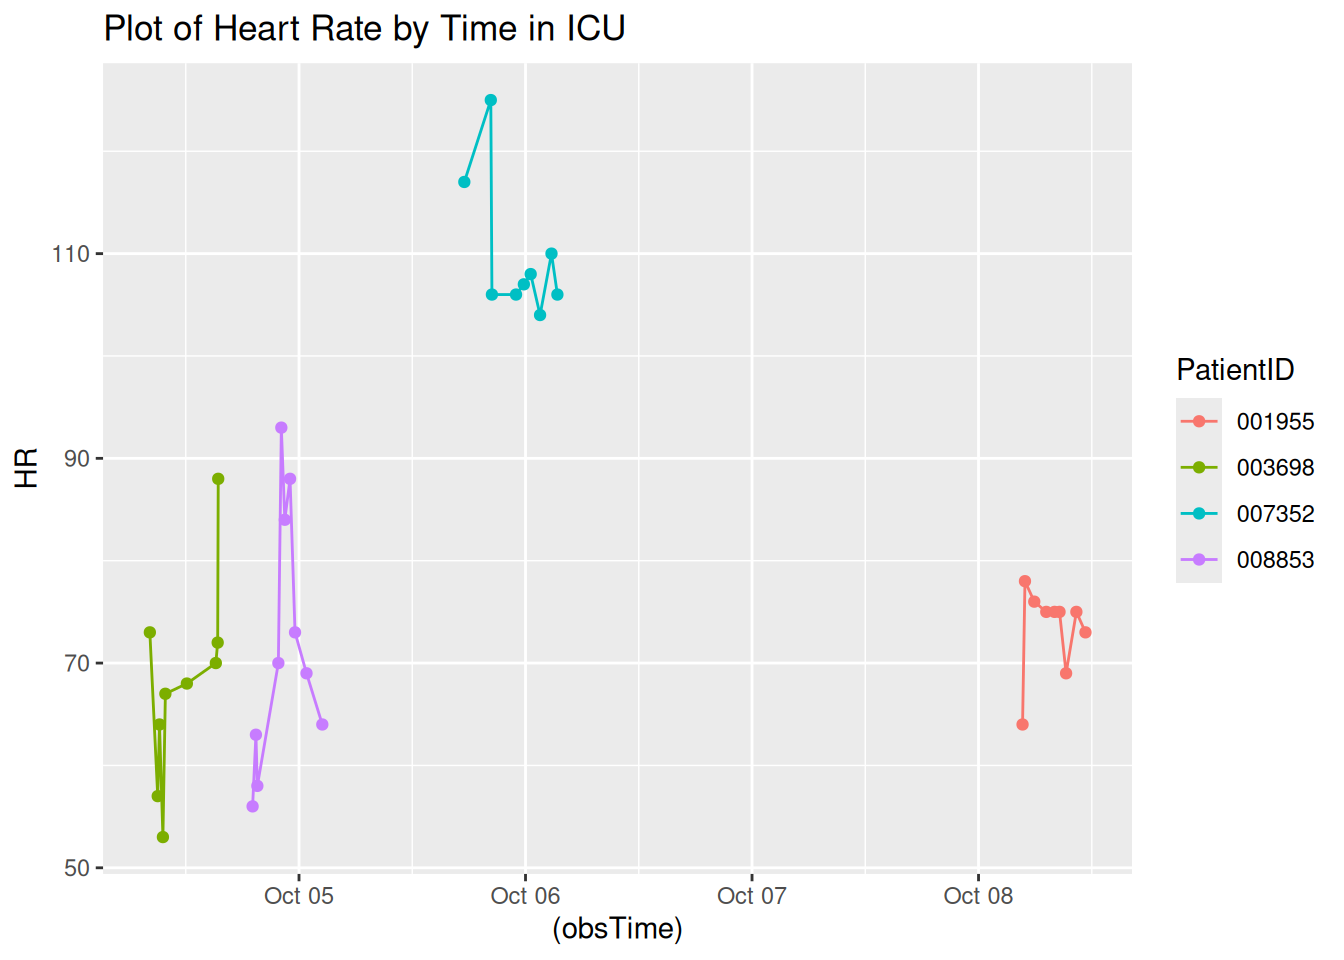 Plot of Heart Rate by Time in ICU
HR
110
90
70
50
Oct 05
Oct 06
Oct 07
Oct 08
(obsTime)
PatientID
001955
003698
007352
008853